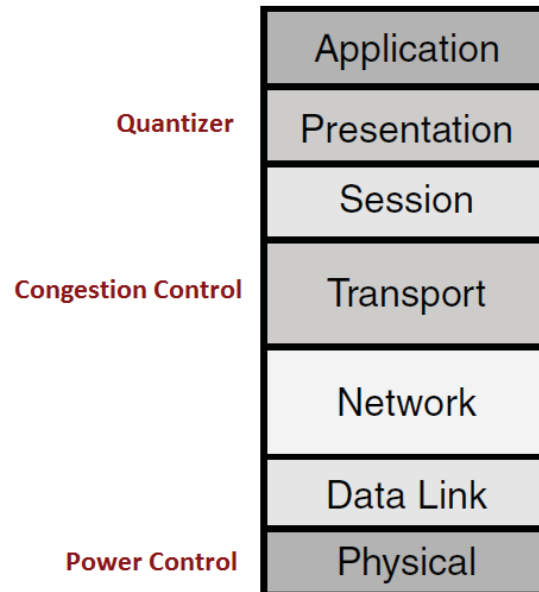 Application
Quantizer
Presentation
Session
Congestion Control
Transport
Network
Data Link
Power Control
Physical